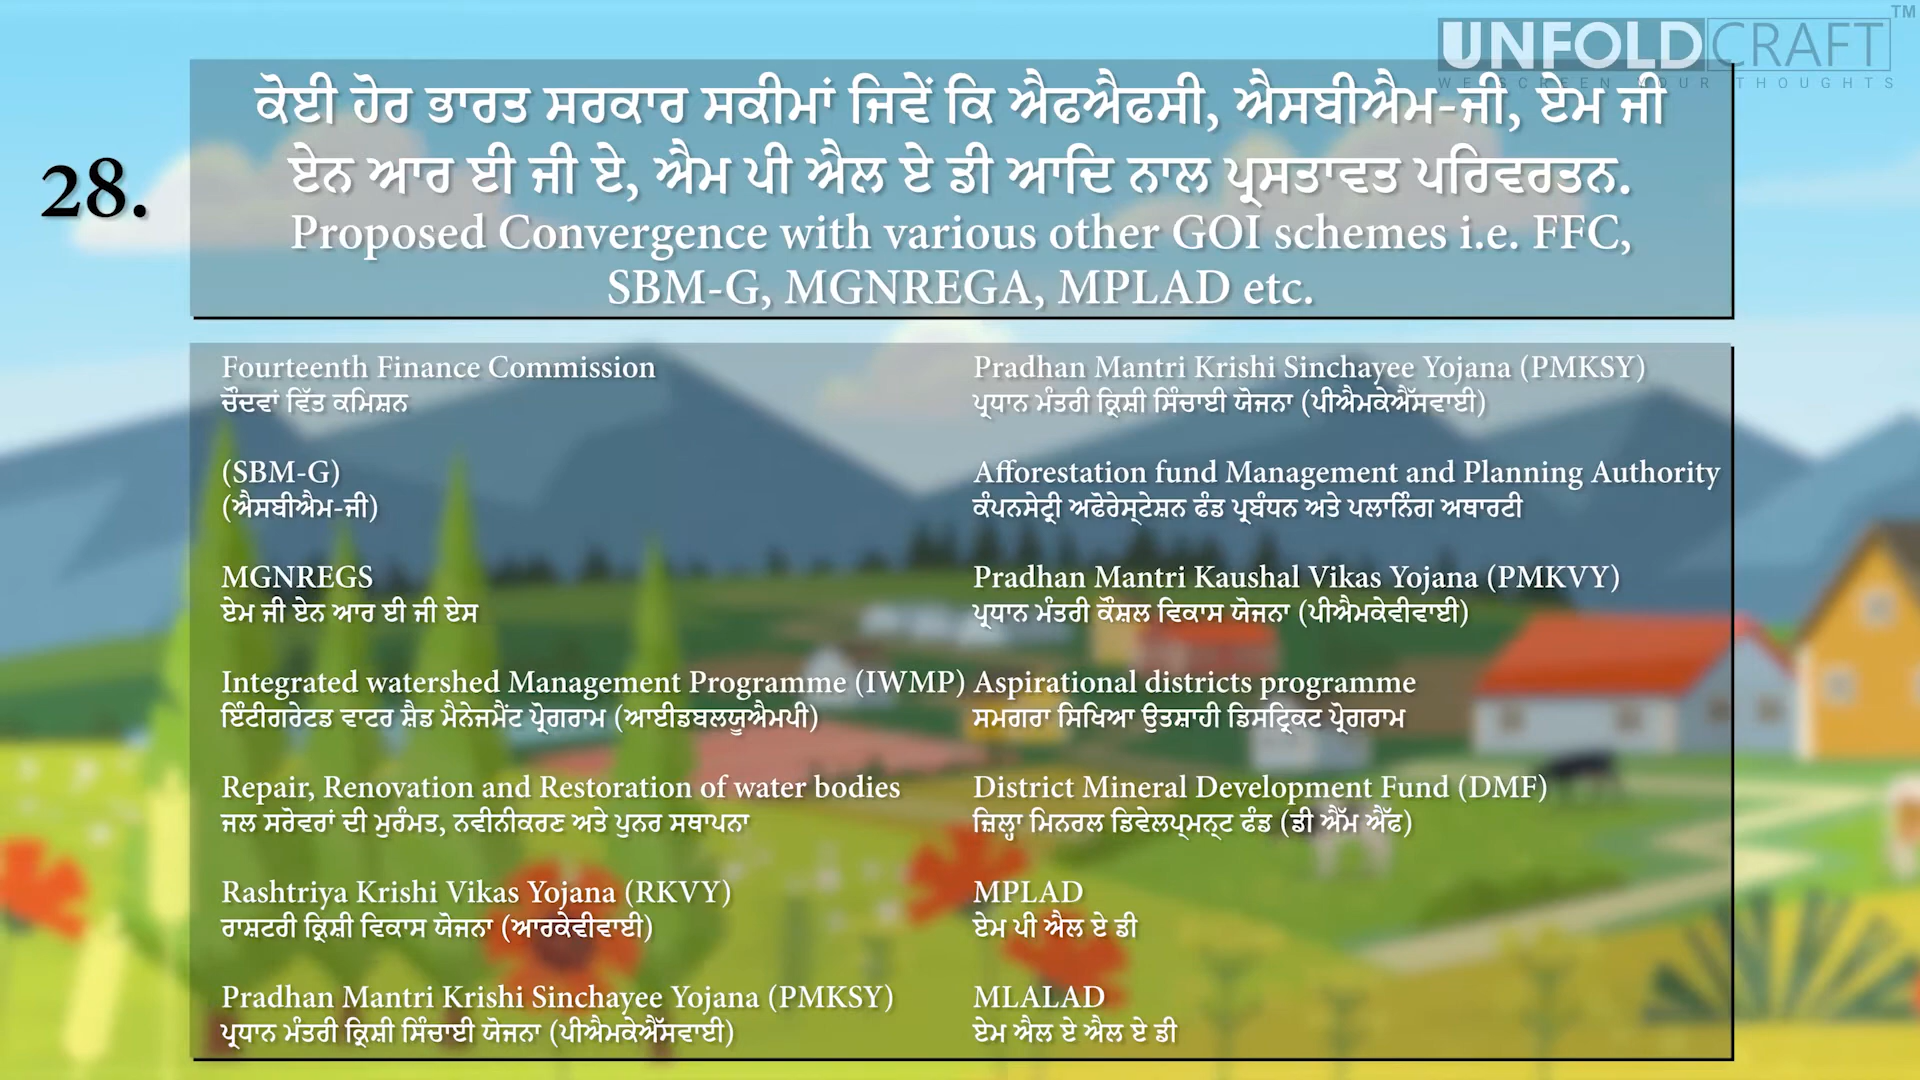 UNFOLDCRAFT™
WE SCREEN YOUR THOUGHTS
28.
ਕੋਈ ਹੋਰ ਭਾਰਤ ਸਰਕਾਰ ਸਕੀਮਾਂ ਜਿਵੇਂ ਕਿ ਐਫਐਫਸੀ, ਐਸਬੀਐਮ-ਜੀ, ਏਮ ਜੀ
ਏਨ ਆਰ ਈ ਜੀ ਏ, ਐਮ ਪੀ ਐਲ ਏ ਡੀ ਆਦਿ ਨਾਲ ਪ੍ਰਸਤਾਵਤ ਪਰਿਵਰਤਨ.
Proposed Convergence with various other GOI schemes i.e. FFC,
SBM-G, MGNREGA, MPLAD etc.
Fourteenth Finance Commission
ਚੌਦਵਾਂ ਵਿੱਤ ਕਮਿਸ਼ਨ
(SBM-G)
(ਐਸਬੀਐਮ-ਜੀ)
MGNREGS
ਏਮ ਜੀ ਏਨ ਆਰ ਈ ਜੀ ਏਸ
Integrated watershed Management Programme (IWMP)
ਇੰਟੀਗਰੇਟਡ ਵਾਟਰ ਸ਼ੈਡ ਮੈਨੇਜਮੈਂਟ ਪ੍ਰੋਗਰਾਮ (ਆਈਡਬਲਯੂਐਮਪੀ)
Repair, Renovation and Restoration of water bodies
ਜਲ ਸਰੋਵਰਾਂ ਦੀ ਮੁਰੰਮਤ, ਨਵੀਨੀਕਰਣ ਅਤੇ ਪੁਨਰ ਸਥਾਪਨਾ
Rashtriya Krishi Vikas Yojana (RKVY)
ਰਾਸ਼ਟਰੀ ਕ੍ਰਿਸ਼ੀ ਵਿਕਾਸ ਯੋਜਨਾ (ਆਰਕੇਵੀਵਾਈ)
Pradhan Mantri Krishi Sinchayee Yojana (PMKSY)
ਪ੍ਰਧਾਨ ਮੰਤਰੀ ਕ੍ਰਿਸ਼ੀ ਸਿੰਚਾਈ ਯੋਜਨਾ (ਪੀਐਮਕੇਐੱਸਵਾਈ)
Pradhan Mantri Krishi Sinchayee Yojana (PMKSY)
ਪ੍ਰਧਾਨ ਮੰਤਰੀ ਕ੍ਰਿਸ਼ੀ ਸਿੰਚਾਈ ਯੋਜਨਾ (ਪੀਐਮਕੇਐੱਸਵਾਈ)
Afforestation fund Management and Planning Authority
ਕੰਪਨਸੇਟ੍ਰੀ ਅਫੋਰੇਸ੍ਟੇਸ਼ਨ ਫੰਡ ਪ੍ਰਬੰਧਨ ਅਤੇ ਪਲਾਨਿੰਗ ਅਥਾਰਟੀ
Pradhan Mantri Kaushal Vikas Yojana (PMKVY)
ਪ੍ਰਧਾਨ ਮੰਤਰੀ ਕੌਸ਼ਲ ਵਿਕਾਸ ਯੋਜਨਾ (ਪੀਐਮਕੇਵੀਵਾਈ)
Aspirational districts programme
ਸਮਗਰਾ ਸਿਖਿਆ ਉਤਸ਼ਾਹੀ ਡਿਸਟ੍ਰਿਕਟ ਪ੍ਰੋਗਰਾਮ
District Mineral Development Fund (DMF)
ਜ਼ਿਲ੍ਹਾ ਮਿਨਰਲ ਡਿਵੇਲਪ੍ਮਨ੍ਟ ਫੰਡ (ਡੀ ਐੱਮ ਐੱਫ)
MPLAD
ਏਮ ਪੀ ਐਲ ਏ ਡੀ
MLALAD
ਏਮ ਐਲ ਏ ਐਲ ਏ ਡੀ